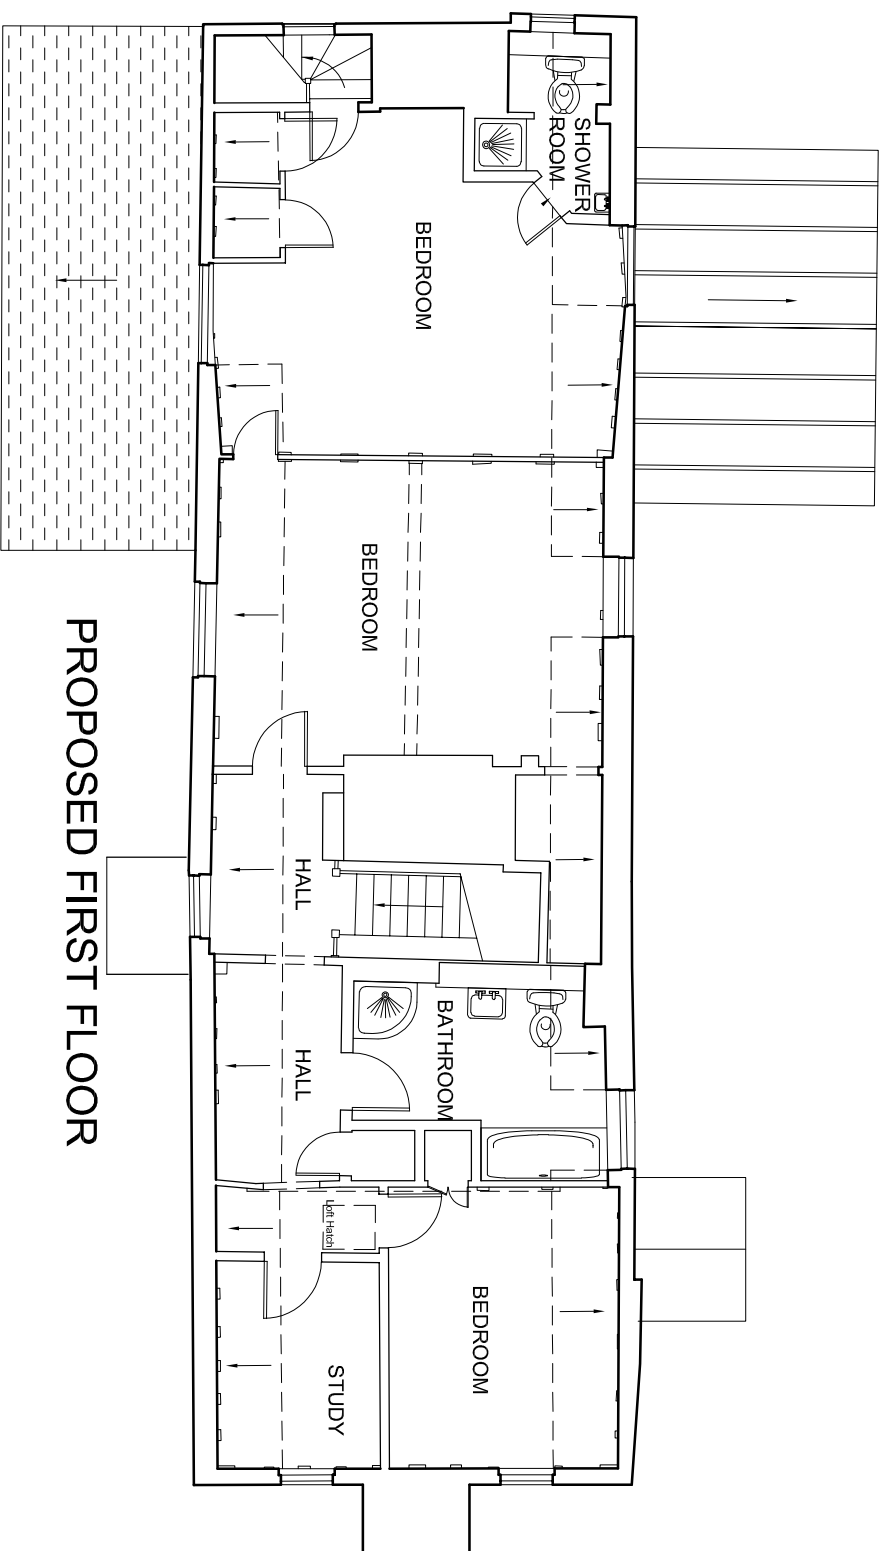 SHOWER
ROOM
BEDROOM
BEDROOM
HALL
HALL
BATHROOM
Loft Hatch
BEDROOM
STUDY
PROPOSED FIRST FLOOR